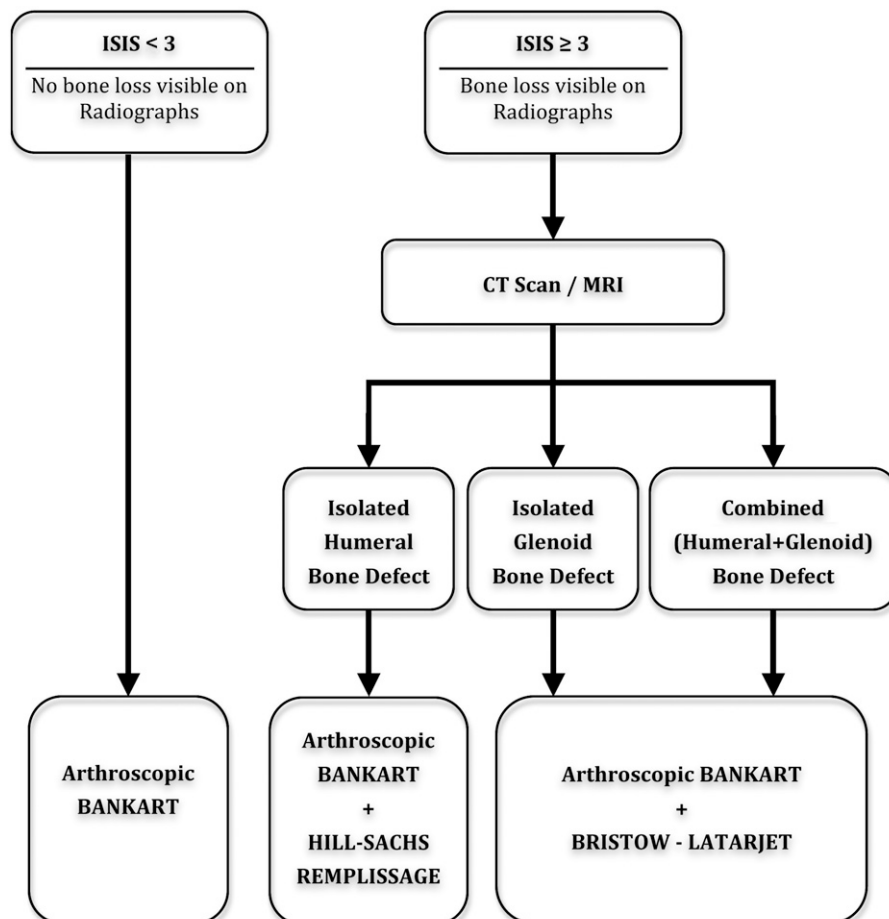 ISIS < 3
No bone loss visible on
Radiographs
ISIS ≥ 3
Bone loss visible on
Radiographs
CT Scan / MRI
Isolated
Humeral
Bone Defect
Isolated
Glenoid
Bone Defect
Combined
(Humeral+Glenoid)
Bone Defect
Arthroscopic
BANKART
Arthroscopic
BANKART
+
HILL-SACHS
REMPLISSAGE
Arthroscopic BANKART
+
BRISTOW - LATARJET